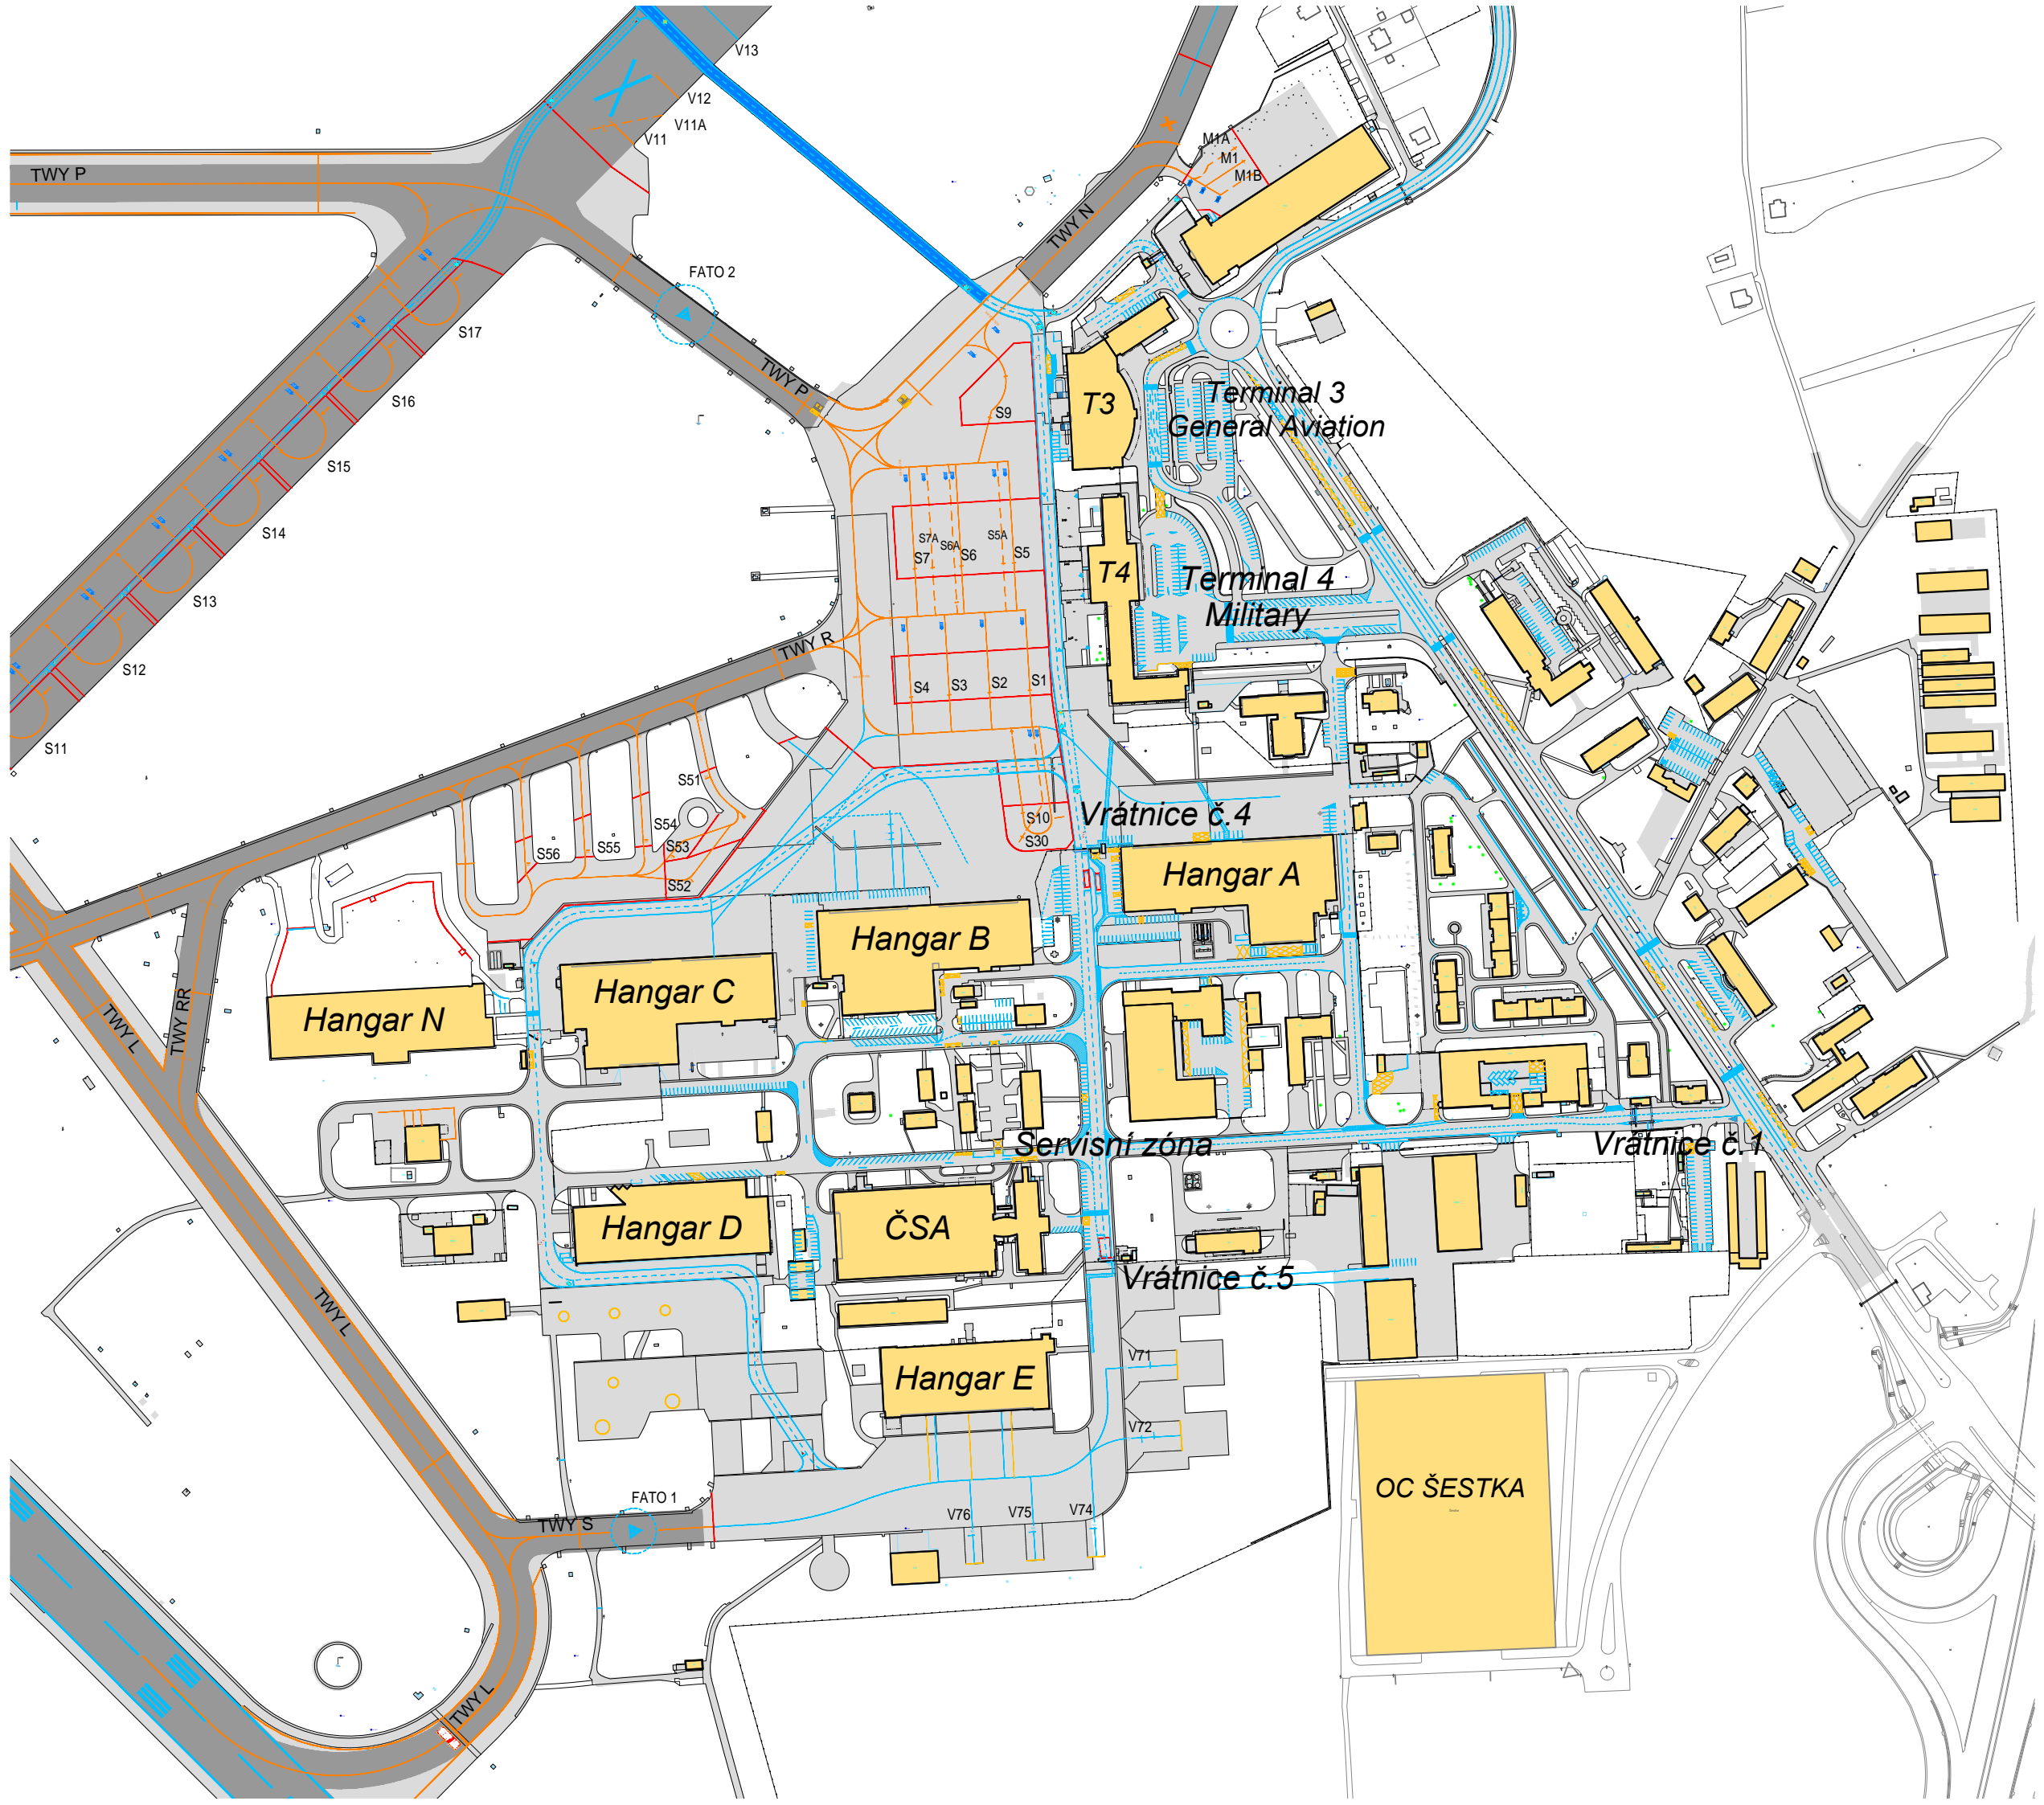 V13
V12
V11A
V11
TWY P
M1A
M1
M1B
TWY N
FATO 2
S17
TWY P
S16
S9
T3
Terminal 3
General Aviation
S15
S14
S7A
S6A
S5A
S7
S6
S5
T4
Terminal 4
Military
S13
TWY R
S12
S4
S3
S2
S1
S11
S51
S10
S30
Vrátnice č.4
S54
S53
S55
S56
S52
Hangar A
Hangar B
Hangar C
Hangar N
TWY L
TWY RR
Servisní zóna
Vrátnice č.1
Hangar D
ČSA
Vrátnice č.5
TWY L
V71
Hangar E
V72
OC ŠESTKA
FATO 1
TWY S
V76
V75
V74
TWY L